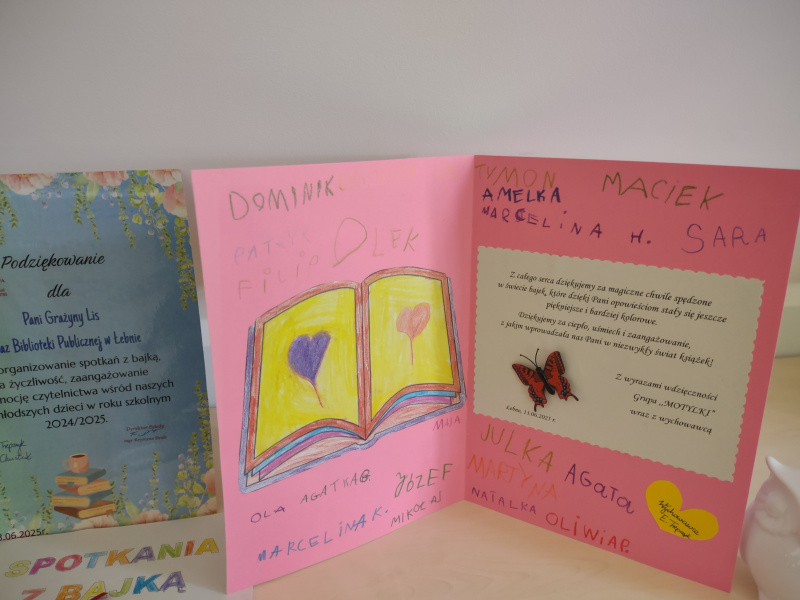 Podziękowanie
dla
Pani Grażyny Lis
Biblioteki Publicznej w Łebnie
organizowanie spotkań z bajką,
życzliwość, zaangażowanie
czytelnictwa wśród naszych
dzieci w roku szkolnym
2024/2025.
06.2025r.
SPOTKANIA
Z BAJKĄ
DOMINIK
OLEK
FILIP
MIJA
OLA AGATKA
JÓZEF
MARCELINA K.
MIKOŁAJ
TYMON
MACIEK
AMELKA
MARCELINA H.
SARA
Z całego serca dziękujemy za magiczne chwile spędzone
w świecie bajek, które dzięki Pani opowieściom stały się jeszcze
piękniejsze i bardziej kolorowe.
Dziękujemy za ciepło, uśmiech i zaangażowanie,
z jakim wprowadzała nas Pani w niezwykły świat książek!
Z wyrazami wdzięczności
Grupa ,,MOTYLKI"
wraz z wychowawcą
Łebno, 13.06.2025 r.
JULKA
MARTYNA
AGATA
NATALKA
OLIWIA P.
Wychowawca